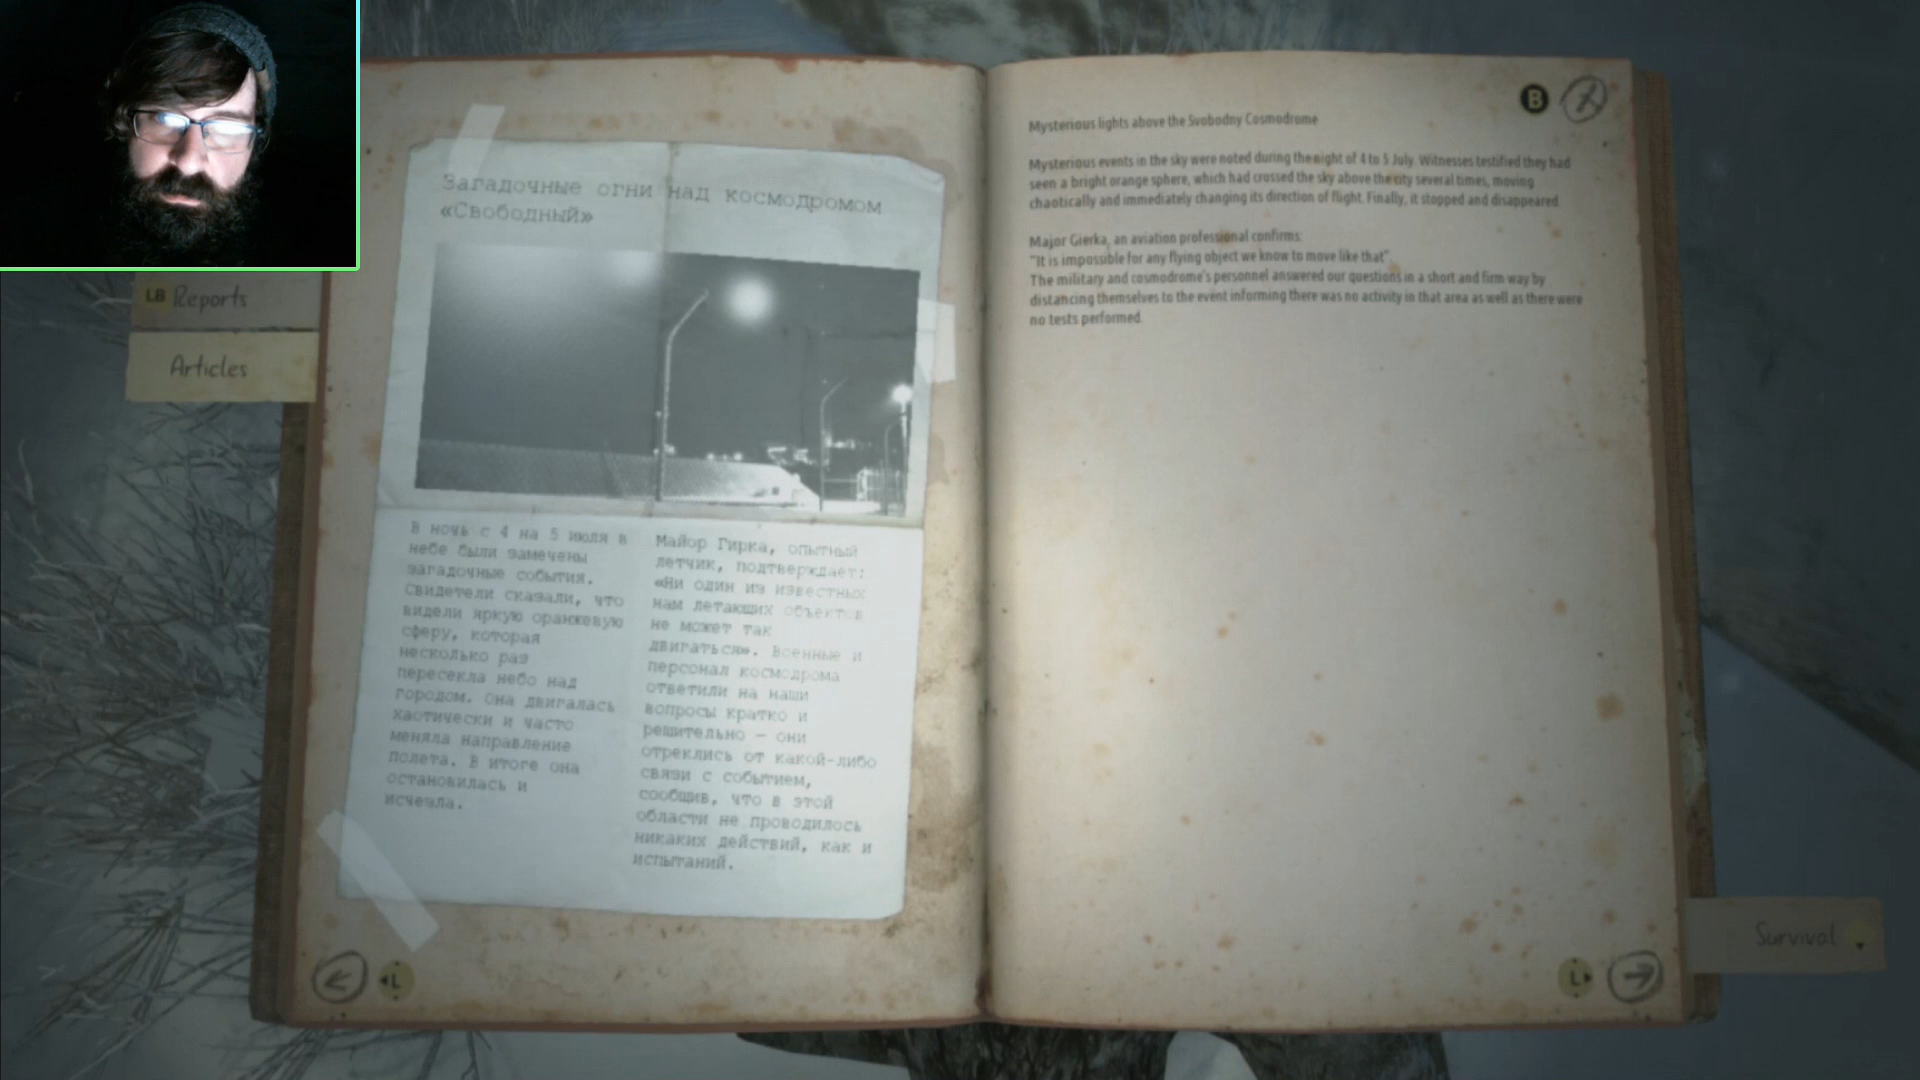 LB Reports
Articles
Загадочные огни над космодромом
«Свободный»
В ночь с 4 на 5 июля в
небе были замечены
загадочные события.
Свидетели сказали, что
видели яркую оранжевую
сферу, которая
несколько раз
пересекла небо над
городом. Она двигалась
хаотически и часто
меняла направление
полета. В итоге она
остановилась и
исчезла.
Майор Гирка, опытный
летчик, подтверждает:
«Ни один из известных
нам летающих объектов
не может так
двигаться». Военные и
персонал космодрома
ответили на наши
вопросы кратко и
решительно — они
отреклись от какой-либо
связи с событием,
сообщив, что в этой
области не проводилось
никаких действий, как и
испытаний.
L
B
Mysterious lights above the Svobodny Cosmodrome
Mysterious events in the sky were noted during the night of 4 to 5 July. Witnesses testified they had
seen a bright orange sphere, which had crossed the sky above the city several times, moving
chaotically and immediately changing its direction of flight. Finally, it stopped and disappeared.
Major Gierka, an aviation professional confirms:
"It is impossible for any flying object we know to move like that".
The military and cosmodrome's personnel answered our questions in a short and firm way by
distancing themselves to the event informing there was no activity in that area as well as there were
no tests performed.
Survival
L